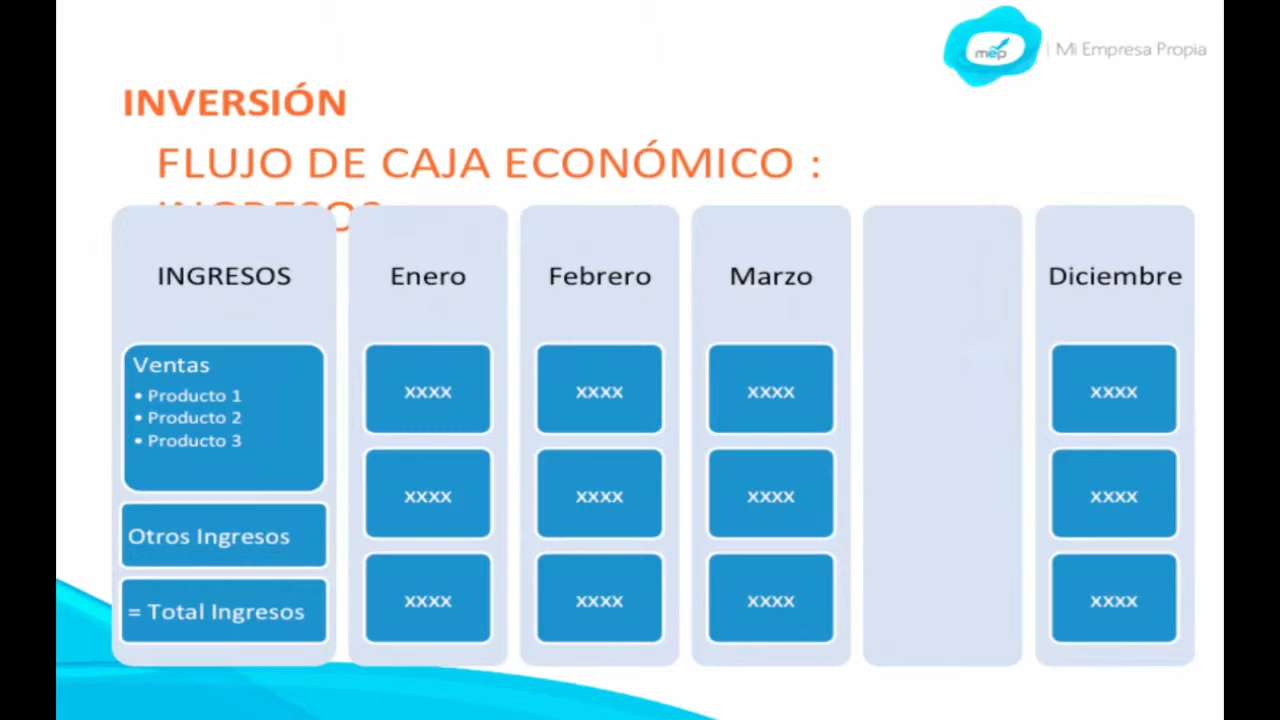 mep | Mi Empresa Propia
INVERSIÓN
FLUJO DE CAJA ECONÓMICO :
INGRESOS
INGRESOS Enero Febrero Marzo Diciembre
Ventas
• Producto 1
• Producto 2
• Producto 3
xxxx xxxx xxxx xxxx
Otros Ingresos
xxxx xxxx xxxx xxxx
= Total Ingresos
xxxx xxxx xxxx xxxx